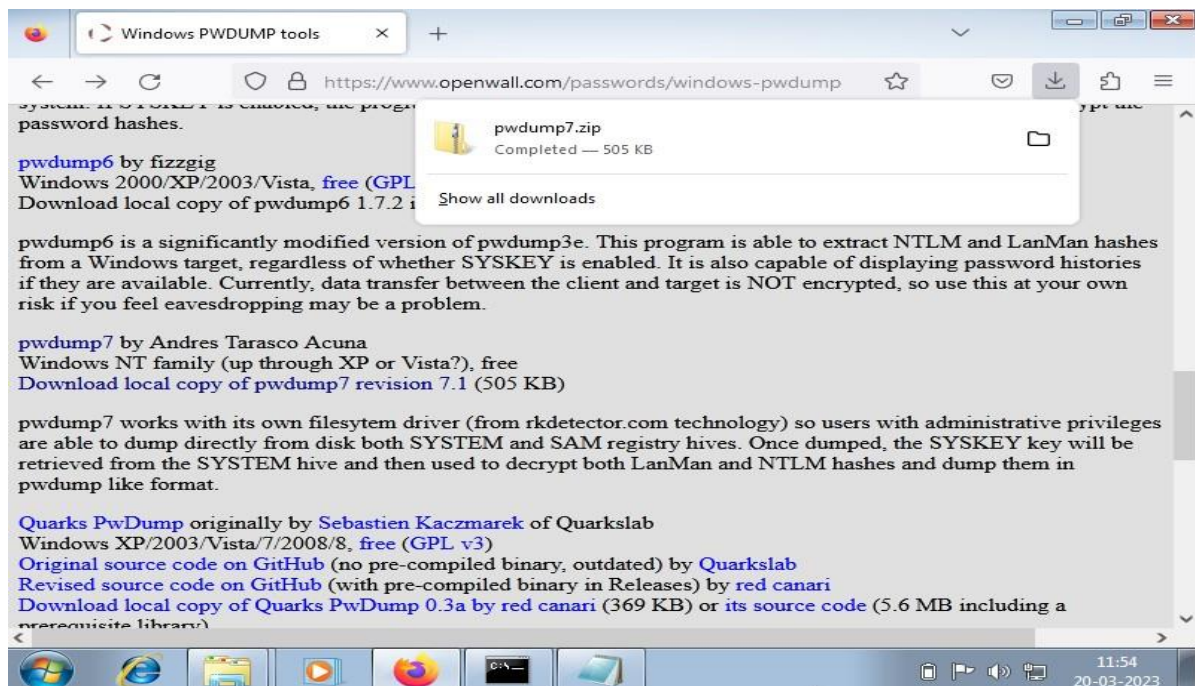 Windows PWDUMP tools
https://www.openwall.com/passwords/windows-pwdump
pwdump7.zip
Completed — 505 KB
Show all downloads
password hashes.
pwdump6 by fizzgig
Windows 2000/XP/2003/Vista, free (GPL
Download local copy of pwdump6 1.7.2
pwdump6 is a significantly modified version of pwdump3e. This program is able to extract NTLM and LanMan hashes
from a Windows target, regardless of whether SYSKEY is enabled. It is also capable of displaying password histories
if they are available. Currently, data transfer between the client and target is NOT encrypted, so use this at your own
risk if you feel eavesdropping may be a problem.
pwdump7 by Andres Tarasco Acuna
Windows NT family (up through XP or Vista?), free
Download local copy of pwdump7 revision 7.1 (505 KB)
pwdump7 works with its own filesytem driver (from rkdetector.com technology) so users with administrative privileges
are able to dump directly from disk both SYSTEM and SAM registry hives. Once dumped, the SYSKEY key will be
retrieved from the SYSTEM hive and then used to decrypt both LanMan and NTLM hashes and dump them in
pwdump like format.
Quarks PwDump originally by Sebastien Kaczmarek of Quarkslab
Windows XP/2003/Vista/7/2008/8, free (GPL v3)
Original source code on GitHub (no pre-compiled binary, outdated) by Quarkslab
Revised source code on GitHub (with pre-compiled binary in Releases) by red canari
Download local copy of Quarks PwDump 0.3a by red canari (369 KB) or its source code (5.6 MB including a
prerequisite library)
C:\
11:54
20-03-2023